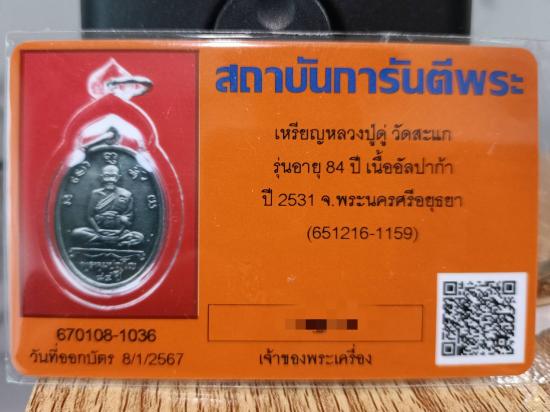 สถาบันการันตีพระ
เหรียญหลวงปู่ดู่ วัดสะแก
รุ่นอายุ 84 ปี เนื้ออัลปาก้า
ปี 2531 จ.พระนครศรีอยุธยา
(651216-1159)
670108-1036
วันที่ออกบัตร 8/1/2567
เจ้าของพระเครื่อง